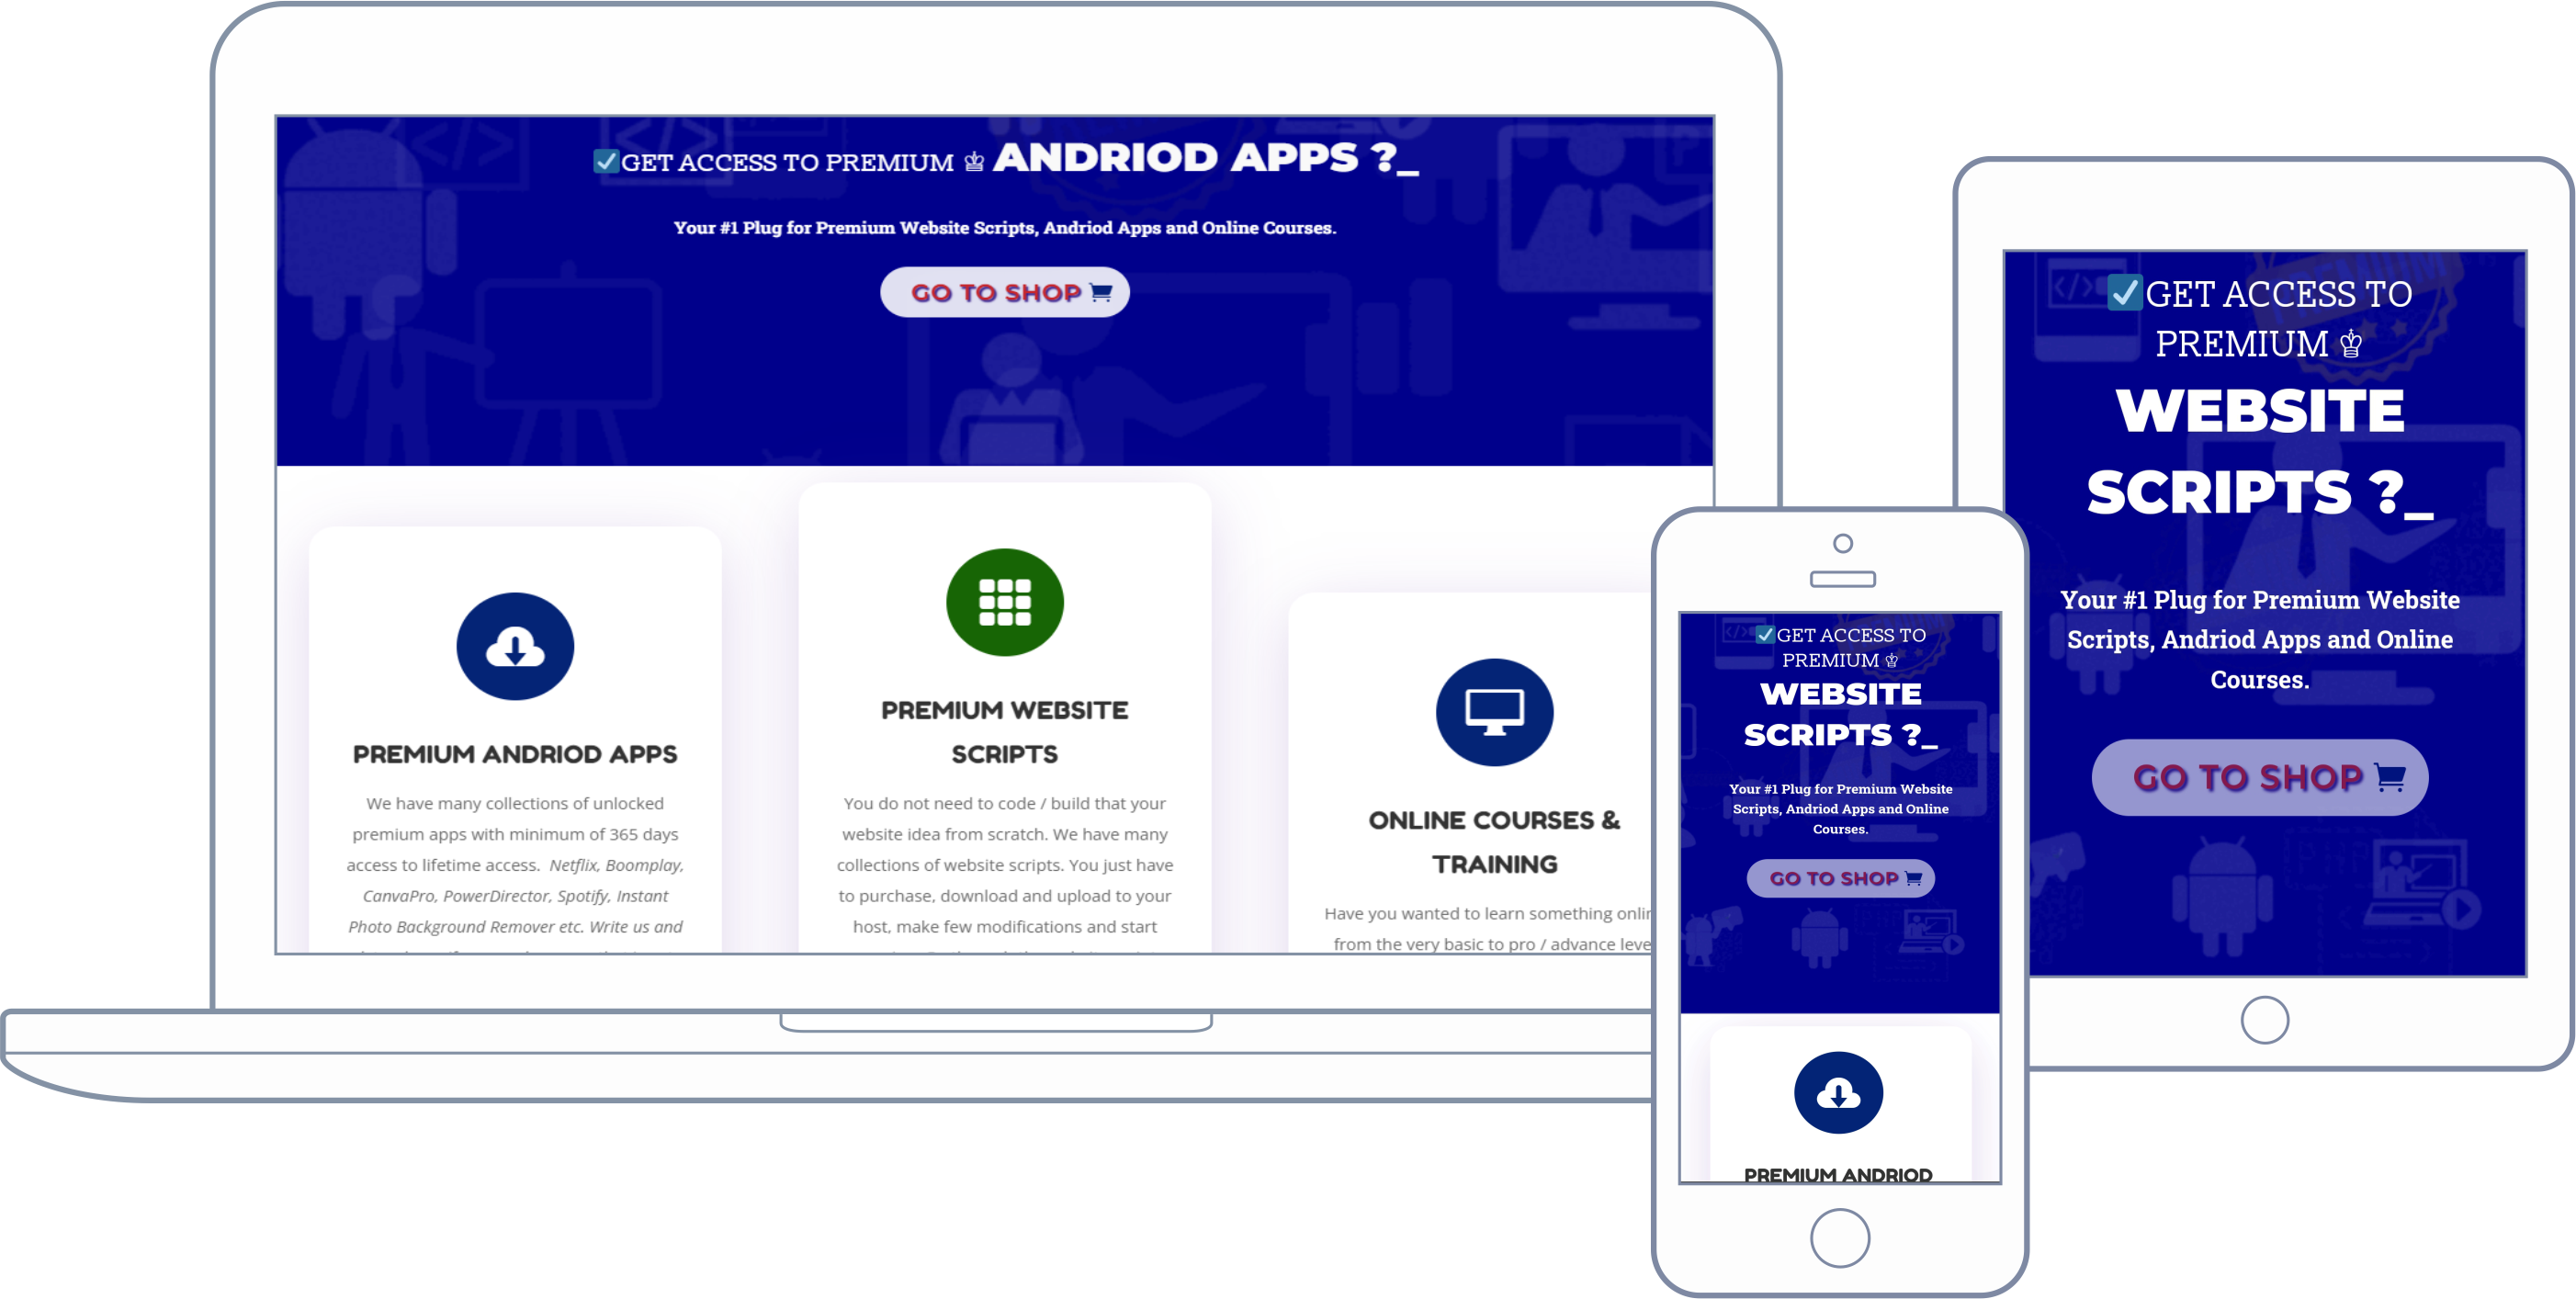 ☑GET ACCESS TO PREMIUM ♔ ANDRIOD APPS ?_
Your #1 Plug for Premium Website Scripts, Andriod Apps and Online Courses.
GO TO SHOP
PREMIUM ANDRIOD APPS
We have many collections of unlocked
premium apps with minimum of 365 days
access to lifetime access. Netflix, Boomplay,
CanvaPro, PowerDirector, Spotify, Instant
Photo Background Remover etc. Write us and
PREMIUM WEBSITE
SCRIPTS
You do not need to code / build that your
website idea from scratch. We have many
collections of website scripts. You just have
to purchase, download and upload to your
host, make few modifications and start
ONLINE COURSES &
TRAINING
Have you wanted to learn something onlin
from the very basic to pro / advance leve
☑GET ACCESS TO
PREMIUM ♔
WEBSITE
SCRIPTS ?_
Your #1 Plug for Premium Website
Scripts, Andriod Apps and Online
Courses.
GO TO SHOP
PREMIUM ANDRIOD
PREMIUM
☑GET ACCESS TO
PREMIUM ♔
WEBSITE
SCRIPTS ?_
Your #1 Plug for Premium Website
Scripts, Andriod Apps and Online
Courses.
GO TO SHOP